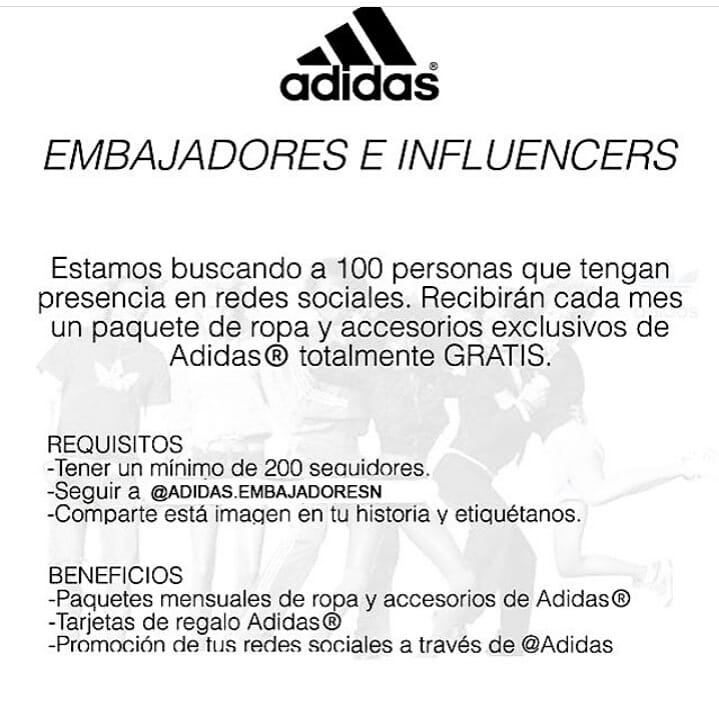 adidas®
EMBAJADORES E INFLUENCERS
Estamos buscando a 100 personas que tengan
presencia en redes sociales. Recibirán cada mes
un paquete de ropa y accesorios exclusivos de
Adidas® totalmente GRATIS.
REQUISITOS
-Tener un mínimo de 200 seguidores.
-Seguir a @ADIDAS.EMBAJADORESN
-Comparte está imagen en tu historia y etiquétanos.
BENEFICIOS
-Paquetes mensuales de ropa y accesorios de Adidas®
-Tarjetas de regalo Adidas®
-Promoción de tus redes sociales a través de @Adidas